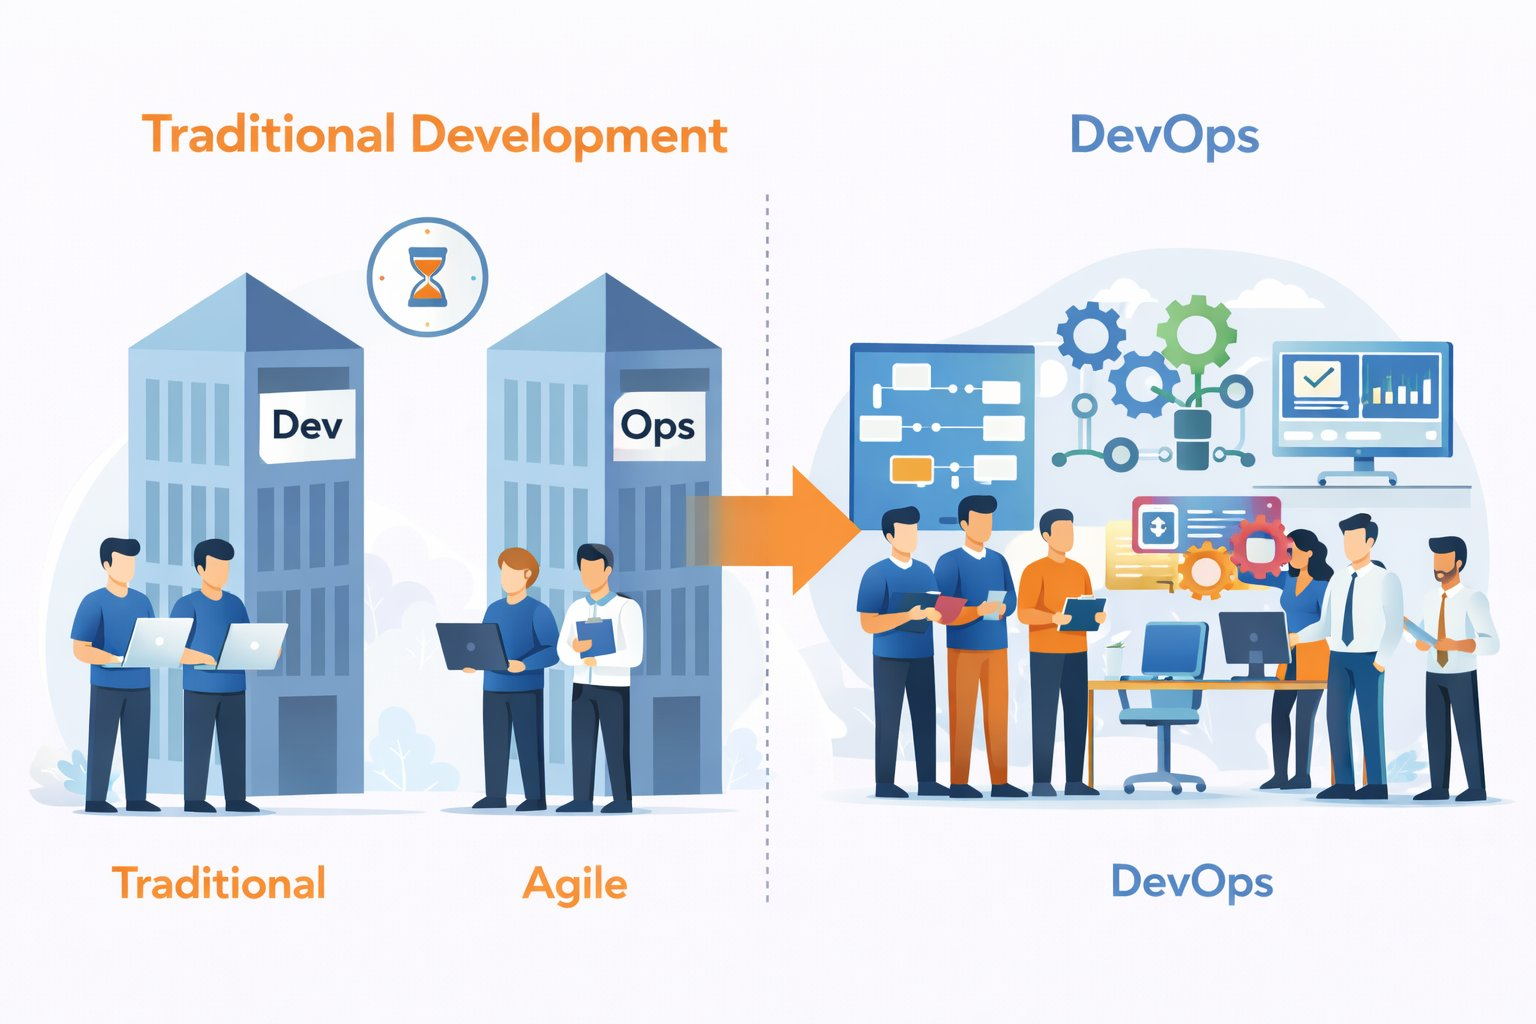 Traditional Development
DevOps
Dev
Ops
Traditional
Agile
DevOps